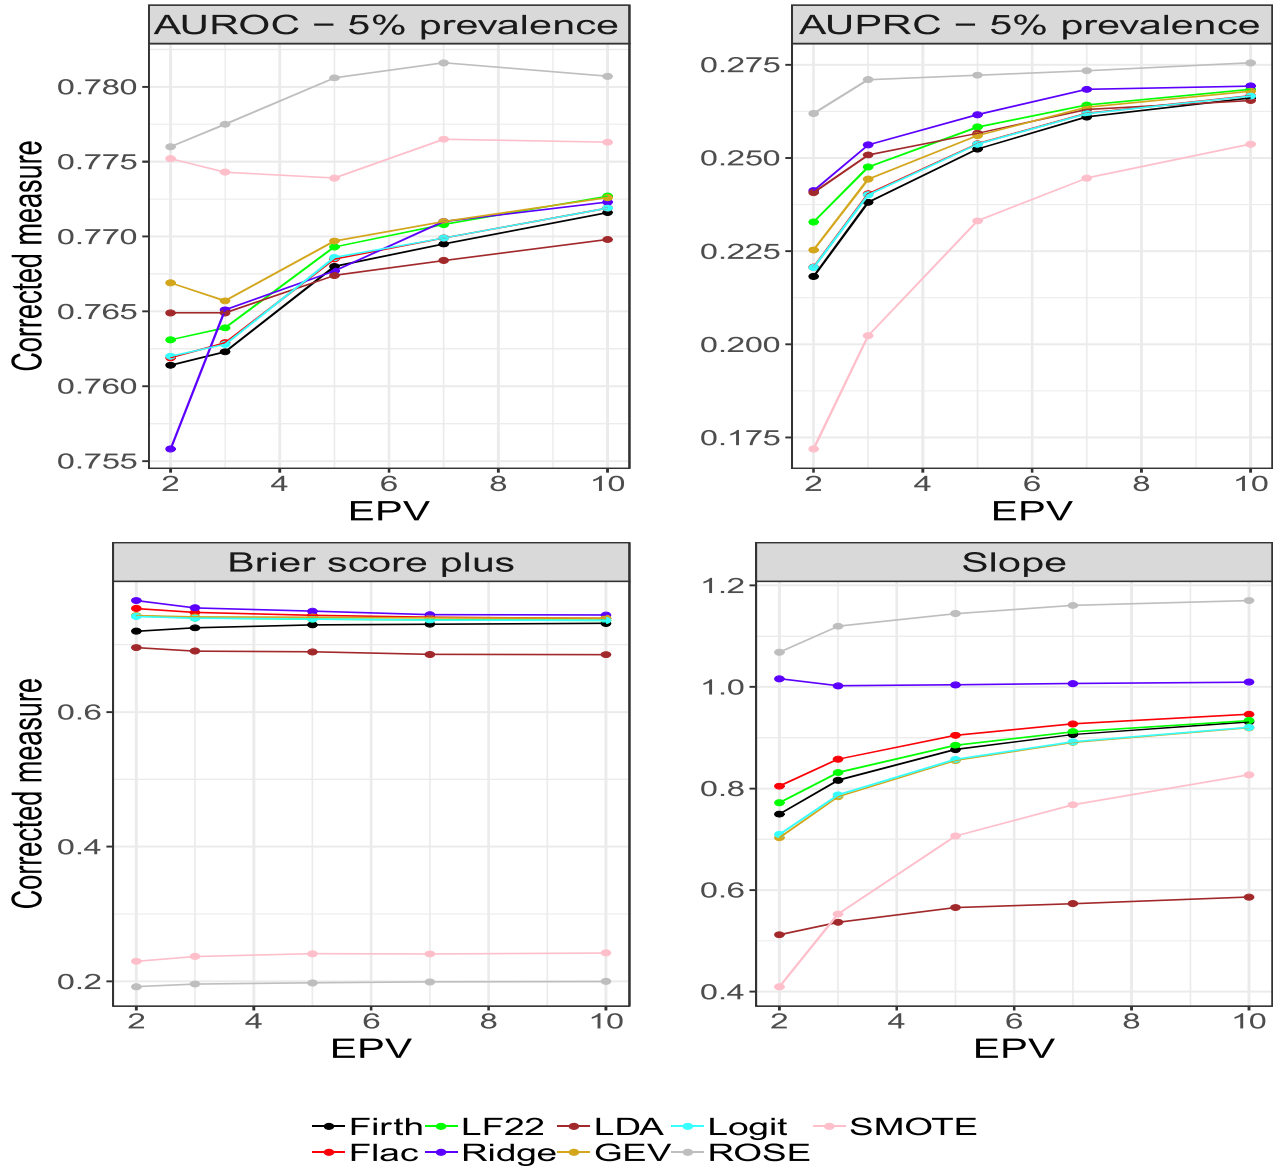 AUROC − 5% prevalence
0.780
0.775
0.770
0.765
0.760
0.755
Corrected measure
2 4 6 8 10
EPV
AUPRC − 5% prevalence
0.275
0.250
0.225
0.200
0.175
2 4 6 8 10
EPV
Brier score plus
0.6
0.4
0.2
Corrected measure
2 4 6 8 10
EPV
Slope
1.2
1.0
0.8
0.6
0.4
2 4 6 8 10
EPV
Firth LF22 LDA Logit SMOTE
Flac Ridge GEV ROSE